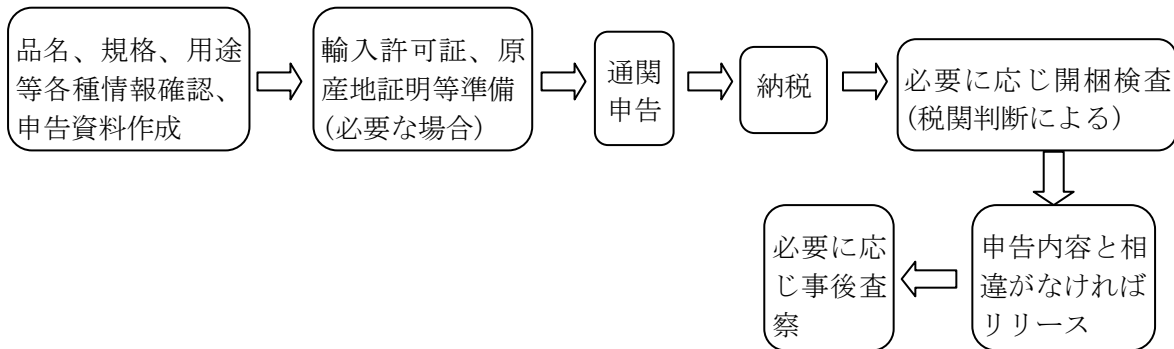 品名、規格、用途
等各種情報確認、
申告資料作成
輸入許可証、原
産地証明等準備
(必要な場合)
通関
申告
納税
必要に応じ開梱検査
(税関判断による)
申告内容と相
違がなければ
リリース
必要に応
じ事後査
察